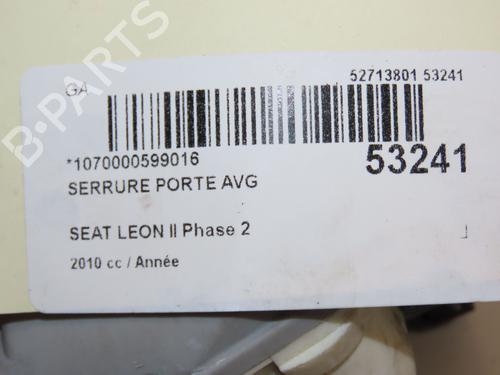 GA
52713801 53241
*1070000599016
53241
SERRURE PORTE AVG
SEAT LEON II Phase 2
2010 cc / Année
B-PARTS